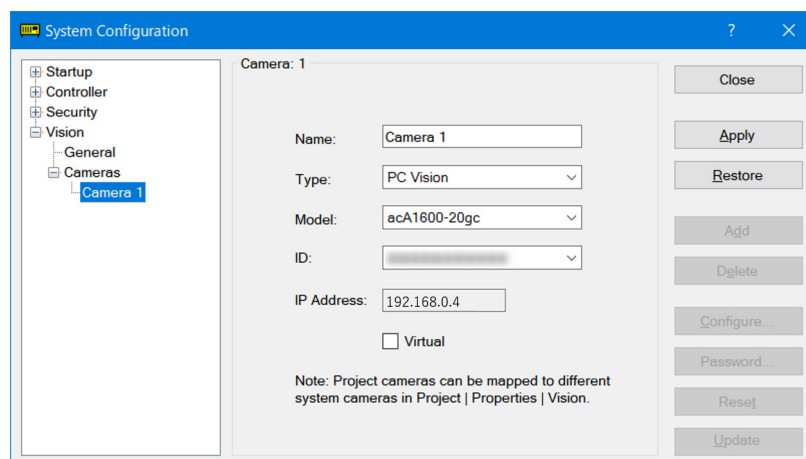 System Configuration
?
Startup
Controller
Security
Vision
General
Cameras
Camera 1
Camera: 1
Name: Camera 1
Type: PC Vision
Model: acA1600-20gc
ID:
IP Address: 192.168.0.4
Virtual
Note: Project cameras can be mapped to different
system cameras in Project | Properties | Vision.
Close
Apply
Restore
Add
Delete
Configure...
Password...
Reset
Update